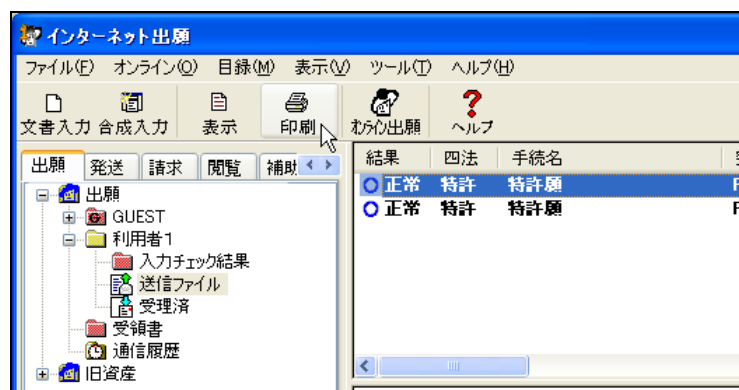 インターネット出願
ファイル(F) オンライン(O) 目録(M) 表示(V) ツール(T) ヘルプ(H)
文書入力 合成入力 表示 印刷 オンライン出願 ヘルプ
出願 発送 請求 閲覧 補助
結果 四法 手続名
出願
正常 特許 特許願
GUEST
正常 特許 特許願
利用者1
入力チェック結果
送信ファイル
受理済
受領書
通信履歴
旧資産